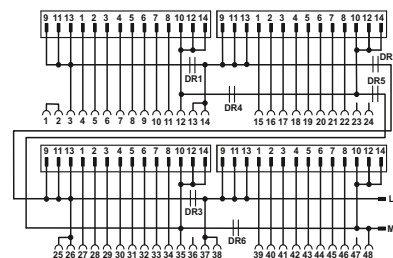 9 11 13 1 2 3 4 5 6 7 8 10 12 14 9 11 13 1 2 3 4 5 6 7 8 10 12 14
DR1 DR
DR4 DR5
1 2 3 4 5 6 7 8 9 10 11 12 13 14 15 16 17 18 19 20 21 22 23 24
9 11 13 1 2 3 4 5 6 7 8 10 12 14 9 11 13 1 2 3 4 5 6 7 8 10 12 14
DR3 L
DR6 M
25 26 27 28 29 30 31 32 33 34 35 36 37 38 39 40 41 42 43 44 45 46 47 48